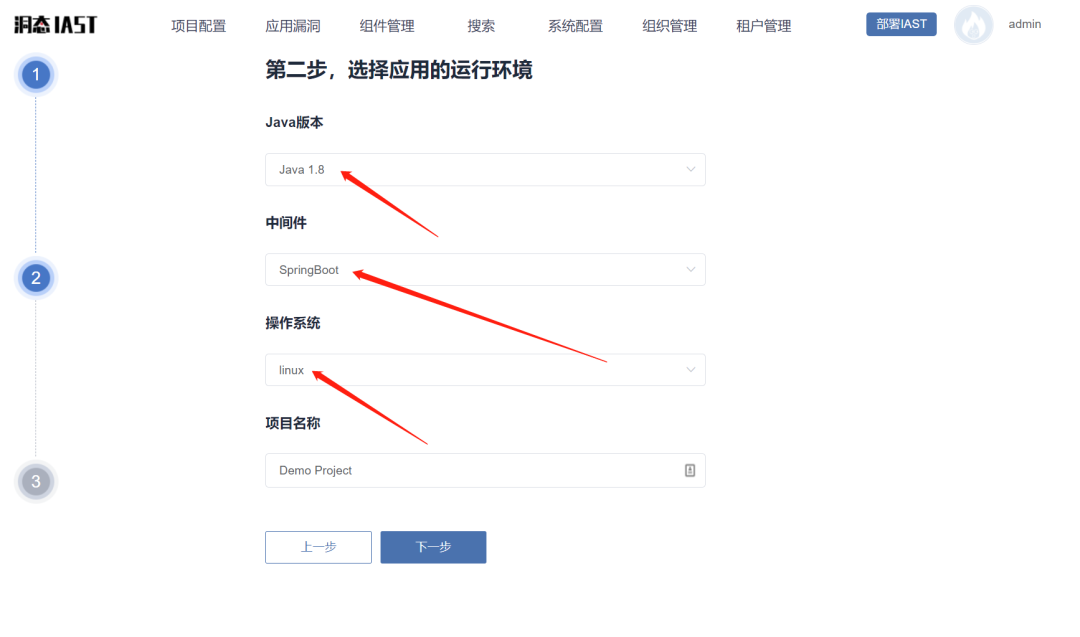 洞态IAST
项目配置 应用漏洞 组件管理 搜索 系统配置 组织管理 租户管理 部署IAST admin
1
第二步，选择应用的运行环境
Java版本
Java 1.8
中间件
SpringBoot
2
操作系统
linux
项目名称
Demo Project
3
上一步 下一步